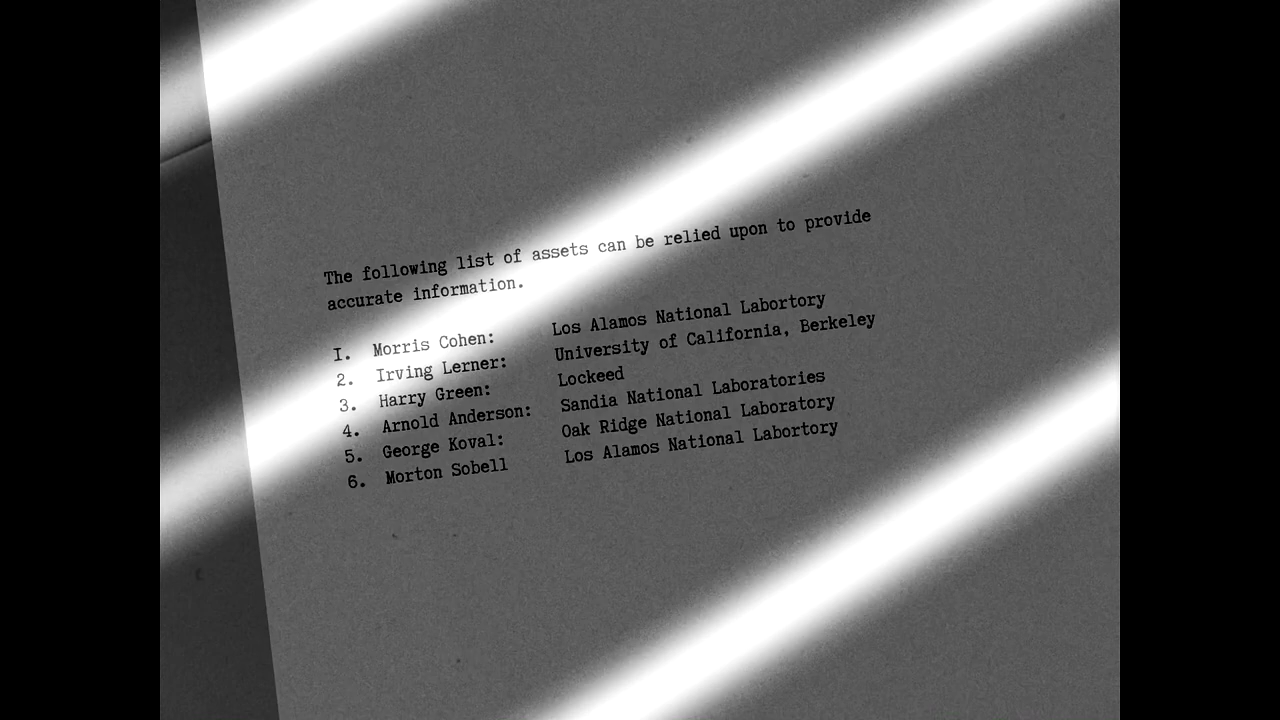 The following list of assets can be relied upon to provide
accurate information.
I. Morris Cohen: Los Alamos National Labortory
2. Irving Lerner: University of California, Berkeley
3. Harry Green: Lockeed
4. Arnold Anderson: Sandia National Laboratories
5. George Koval: Oak Ridge National Laboratory
6. Morton Sobell Los Alamos National Labortory